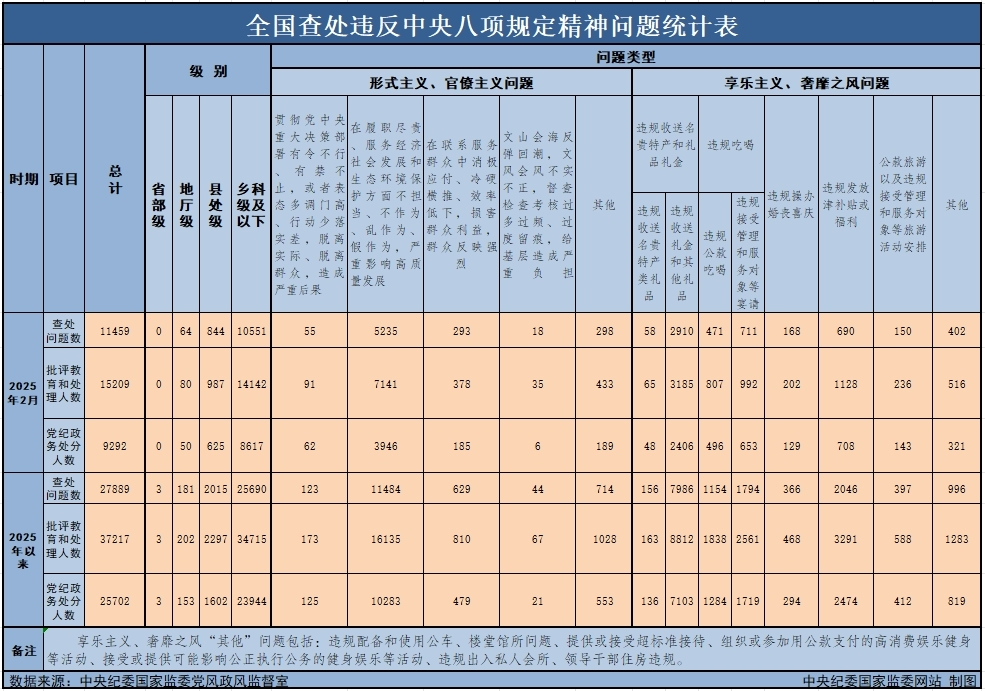 全国查处违反中央八项规定精神问题统计表
时期
项目
总计
级 别
问题类型
形式主义、官僚主义问题
享乐主义、奢靡之风问题
省部级
地厅级
县处级
乡科级及以下
贯彻党中央
重大决策部
署有令不行
、有禁不
止，或者表
态多调门高
、行动少落
实差，脱离
实际、脱离
群众，造成
严重后果
在履职尽责
、服务经济
社会发展和
生态环境保
护方面不担
当、不作为
、乱作为、
假作为，严
重影响高质
量发展
在联系服务
群众中消极
应付、冷硬
横推、效率
低下，损害
群众利益，
群众反映强
烈
文山会海反
弹回潮，文
风会风不实
不正，督查
检查考核过
多过频、过
度留痕，给
基层造成严
重负担
其他
违规收送名
贵特产和礼
品礼金
违规
收送
名贵
特产
类礼
品
违规
收送
礼金
和其
他礼
品
违规吃喝
违规
公款
吃喝
违规
接受
管理
和服
务对
象等
宴请
违规操办
婚丧喜庆
违规发放
津补贴或
福利
公款旅游
以及违规
接受管理
和服务对
象等旅游
活动安排
其他
2025
年2月
查处
问题数
11459 0 64 844 10551 55 5235 293 18 298 58 2910 471 711 168 690 150 402
批评教
育和处
理人数
15209 0 80 987 14142 91 7141 378 35 433 65 3185 807 992 202 1128 236 516
党纪政
务处分
人数
9292 0 50 625 8617 62 3946 185 6 189 48 2406 496 653 129 708 143 321
2025
年以
来
查处
问题数
27889 3 181 2015 25690 123 11484 629 44 714 156 7986 1154 1794 366 2046 397 996
批评教
育和处
理人数
37217 3 202 2297 34715 173 16135 810 67 1028 163 8812 1838 2561 468 3291 588 1283
党纪政
务处分
人数
25702 3 153 1602 23944 125 10283 479 21 553 136 7103 1284 1719 294 2474 412 819
备注
享乐主义、奢靡之风“其他”问题包括：违规配备和使用公车、楼堂馆所问题、提供或接受超标准接待、组织或参加用公款支付的高消费娱乐健身
等活动、接受或提供可能影响公正执行公务的健身娱乐等活动、违规出入私人会所、领导干部住房违规。
数据来源：中央纪委国家监委党风政风监督室
中央纪委国家监委网站 制图